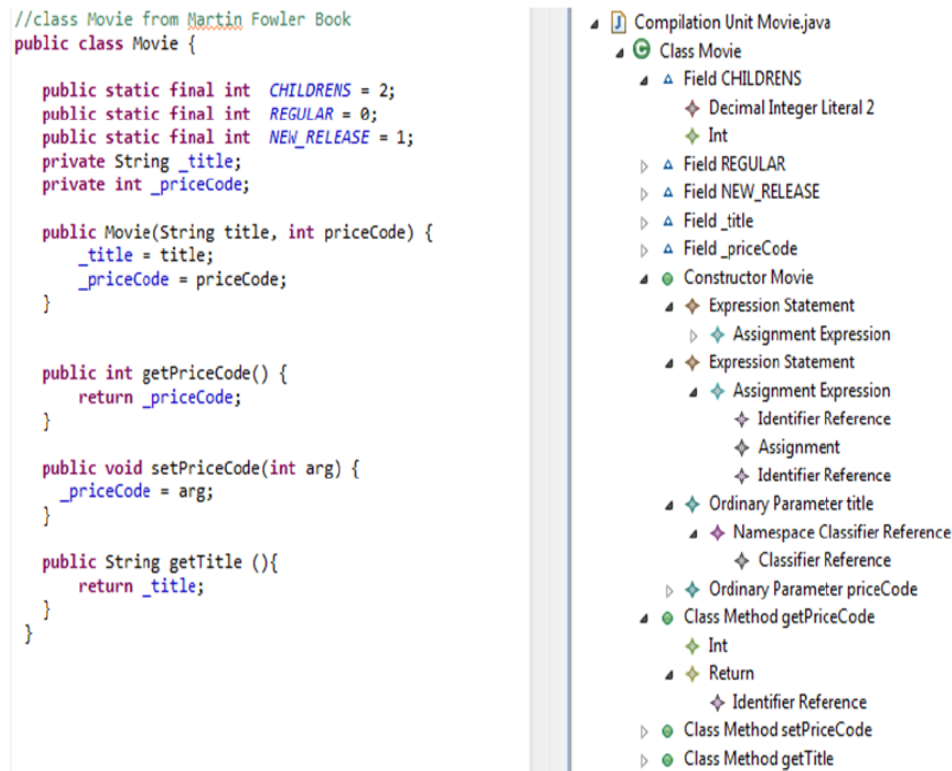 //class Movie from Martin Fowler Book
public class Movie {
public static final int CHILDRENS = 2;
public static final int REGULAR = 0;
public static final int NEW_RELEASE = 1;
private String _title;
private int _priceCode;
public Movie(String title, int priceCode) {
_title = title;
_priceCode = priceCode;
}
public int getPriceCode() {
return _priceCode;
}
public void setPriceCode(int arg) {
_priceCode = arg;
}
public String getTitle (){
return _title;
}
}
Compilation Unit Movie.java
Class Movie
Field CHILDRENS
Decimal Integer Literal 2
Int
Field REGULAR
Field NEW_RELEASE
Field _title
Field _priceCode
Constructor Movie
Expression Statement
Assignment Expression
Expression Statement
Assignment Expression
Identifier Reference
Assignment
Identifier Reference
Ordinary Parameter title
Namespace Classifier Reference
Classifier Reference
Ordinary Parameter priceCode
Class Method getPriceCode
Int
Return
Identifier Reference
Class Method setPriceCode
Class Method getTitle